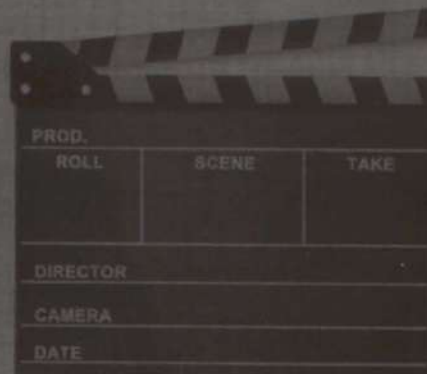 PROD.
ROLL SCENE TAKE
DIRECTOR
CAMERA
DATE